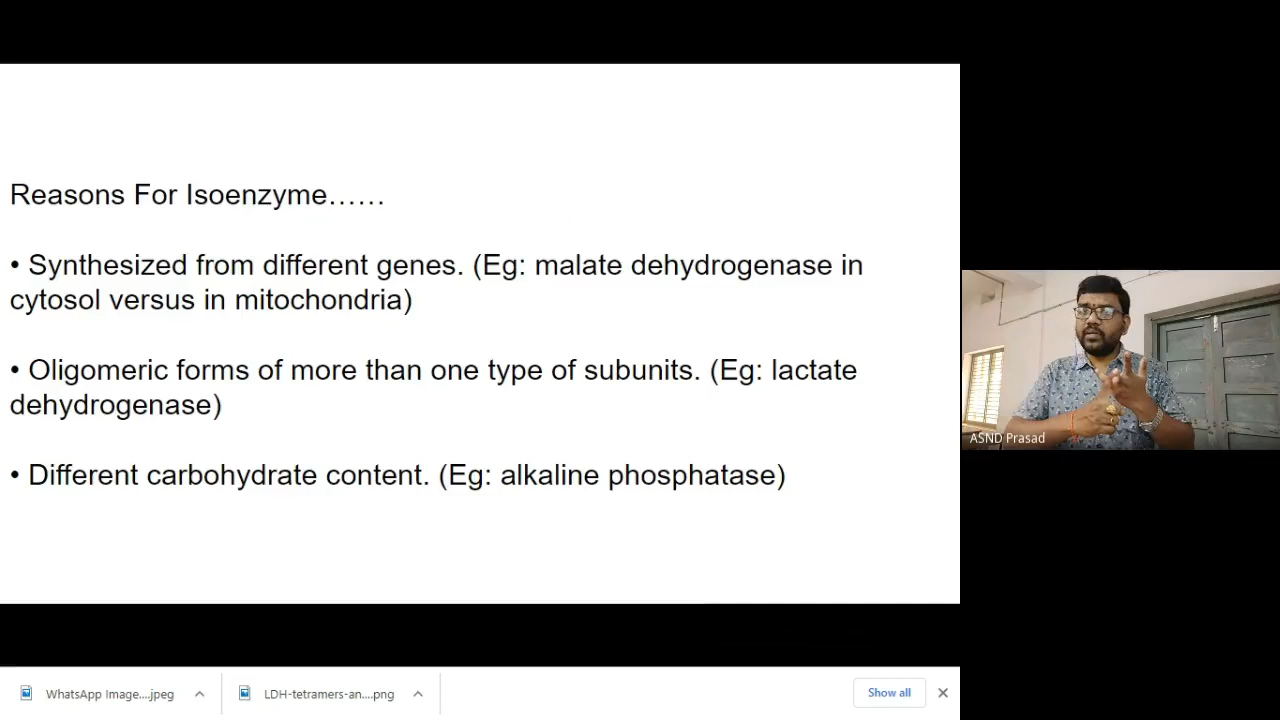 Reasons For Isoenzyme……
• Synthesized from different genes. (Eg: malate dehydrogenase in
cytosol versus in mitochondria)
• Oligomeric forms of more than one type of subunits. (Eg: lactate
dehydrogenase)
• Different carbohydrate content. (Eg: alkaline phosphatase)
ASND Prasad
WhatsApp Image....jpeg
LDH-tetramers-an....png
Show all